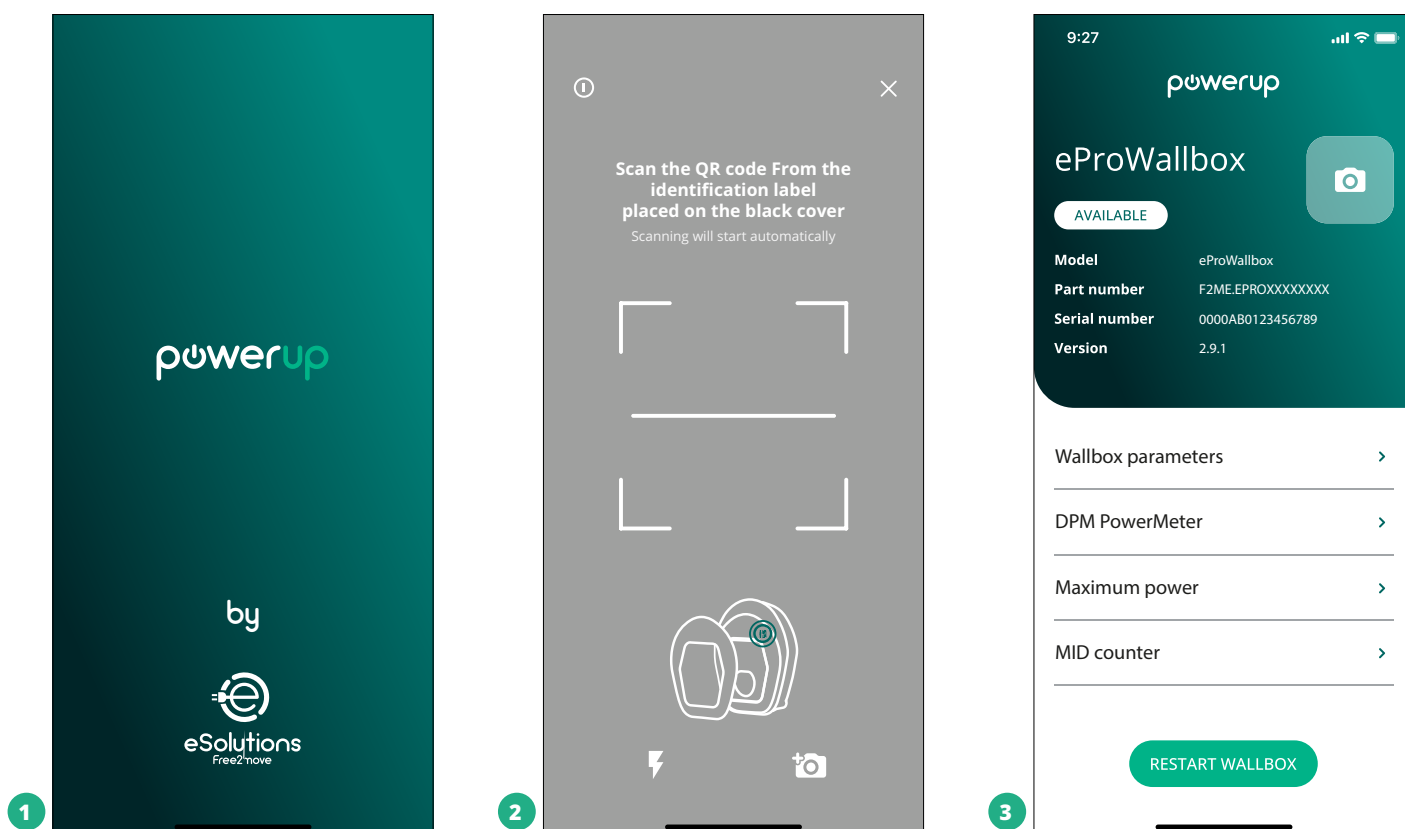 powerup
by
eSolutions
Free2move
1
Scan the QR code From the
identification label
placed on the black cover
Scanning will start automatically
2
9:27
powerup
eProWallbox
AVAILABLE
Model eProWallbox
Part number F2ME.EPROXXXXXXXX
Serial number 0000AB0123456789
Version 2.9.1
Wallbox parameters
DPM PowerMeter
Maximum power
MID counter
RESTART WALLBOX
3